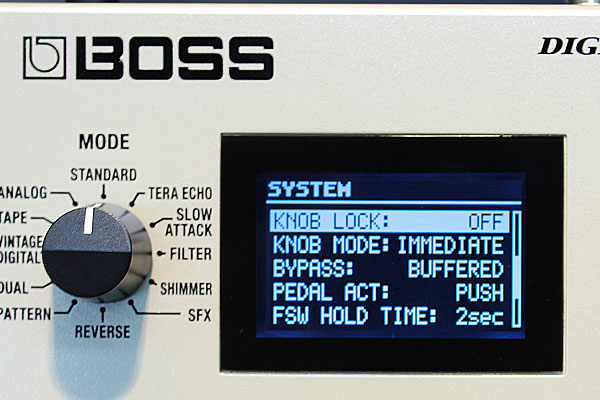 BOSS
DIG
MODE
STANDARD
ANALOG
TERA ECHO
TAPE
SLOW
ATTACK
VINTAGE
DIGITAL
FILTER
DUAL
SHIMMER
PATTERN
SFX
REVERSE
SYSTEM
KNOB LOCK: OFF
KNOB MODE: IMMEDIATE
BYPASS: BUFFERED
PEDAL ACT: PUSH
FSW HOLD TIME: 2sec